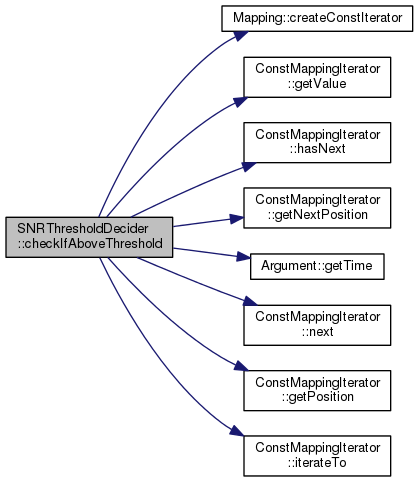 Mapping::createConstIterator
ConstMappingIterator
::getValue
ConstMappingIterator
::hasNext
ConstMappingIterator
::getNextPosition
SNRThresholdDecider
::checkIfAboveThreshold
Argument::getTime
ConstMappingIterator
::next
ConstMappingIterator
::getPosition
ConstMappingIterator
::iterateTo